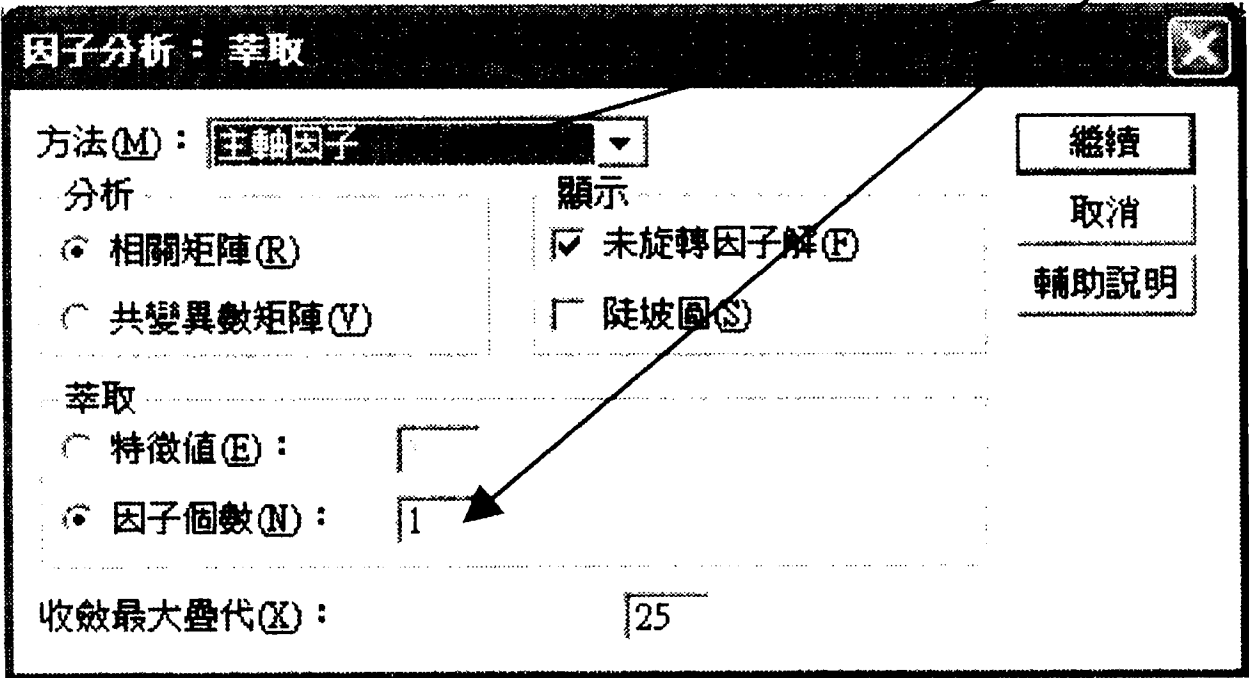 因子分析：萃取
方法(M)：主軸因子
繼續
分析
顯示
取消
相關矩陣(R)
未旋轉因子解(F)
輔助說明
共變異數矩陣(V)
陡坡圖(S)
萃取
特徵值(E)：
因子個數(N)：1
收斂最大疊代(X)：25